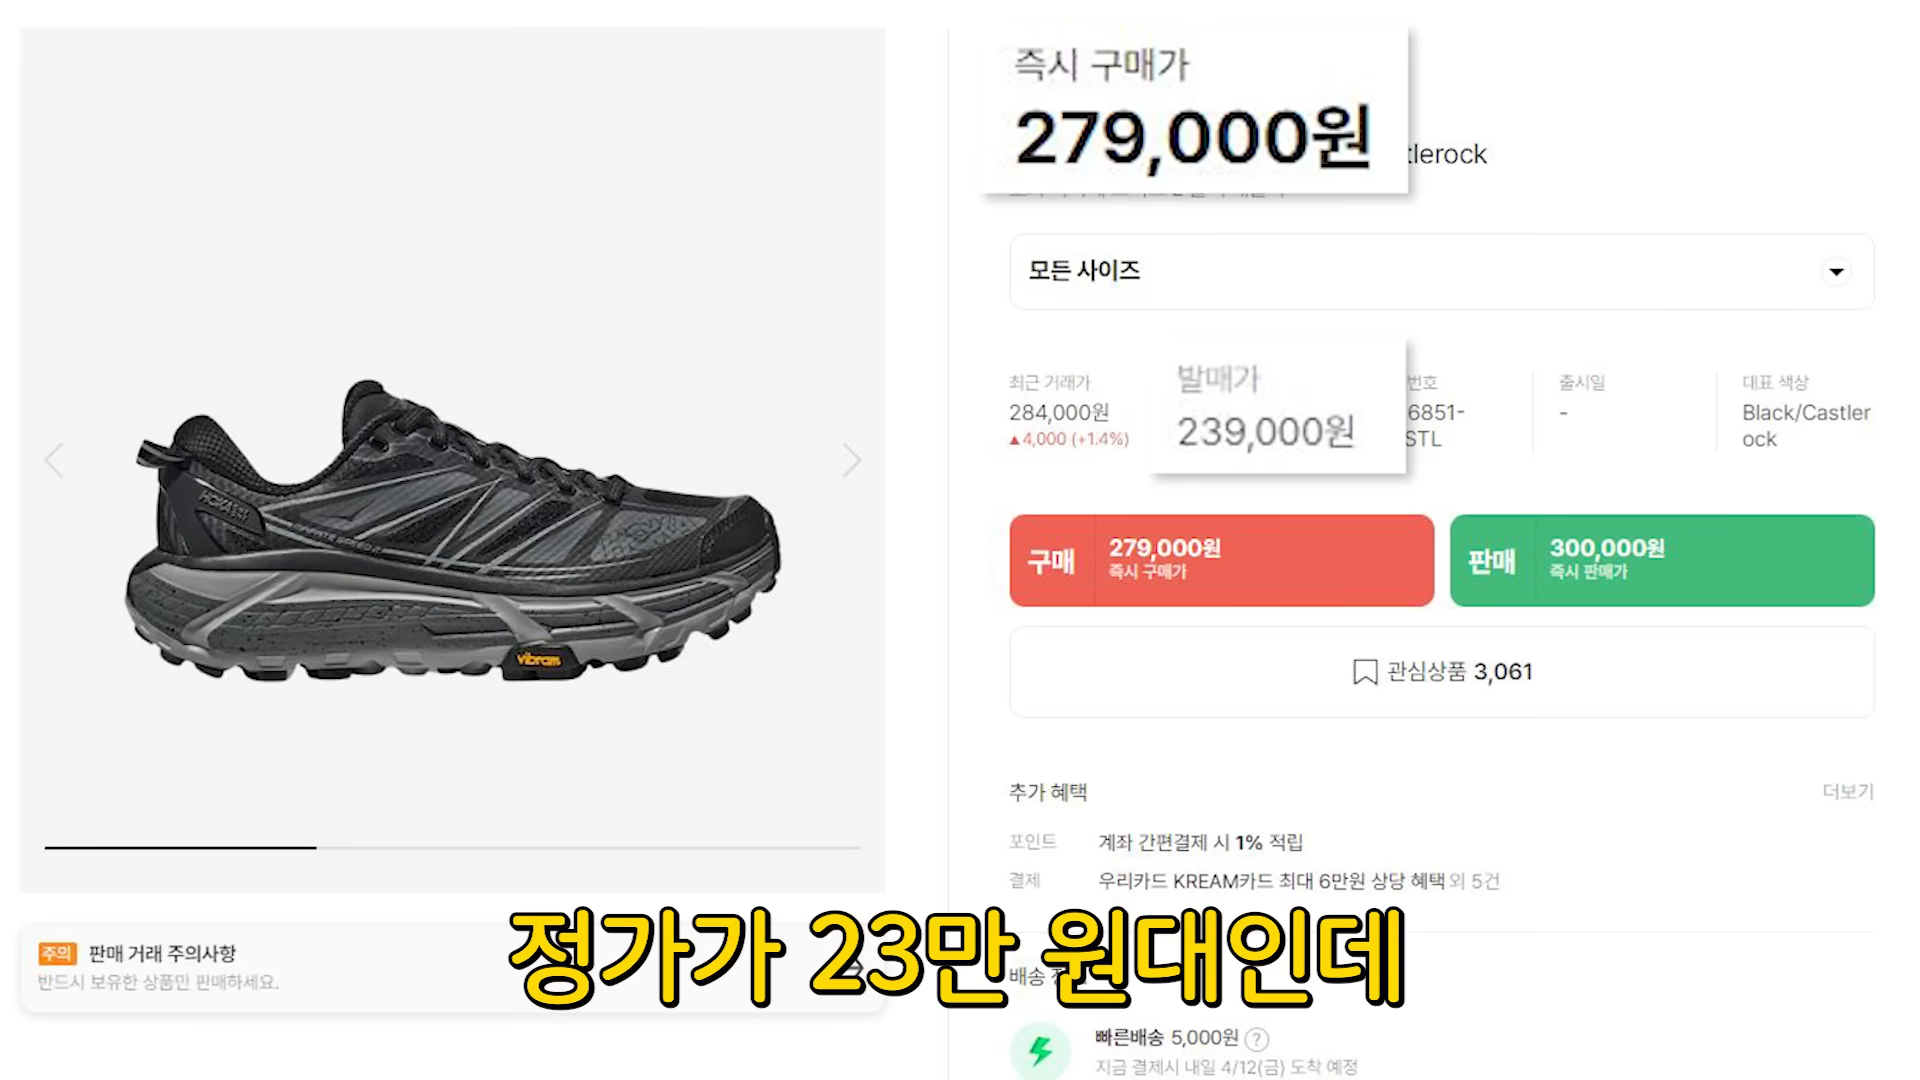 즉시 구매가
279,000원
tlerock
모든 사이즈
최근 거래가
284,000원
▲4,000 (+1.4%)
발매가
239,000원
번호
6851-
STL
출시일
-
대표 색상
Black/Castler
ock
구매
279,000원
즉시 구매가
판매
300,000원
즉시 판매가
관심상품 3,061
추가 혜택
더보기
포인트
계좌 간편결제 시 1% 적립
결제
우리카드 KREAM카드 최대 6만원 상당 혜택 외 5건
HOKA
vibram
주의 판매 거래 주의사항
반드시 보유한 상품만 판매하세요.
정가가 23만 원대인데
배송
빠른배송 5,000원 ?
지금 결제시 내일 4/12(금) 도착 예정